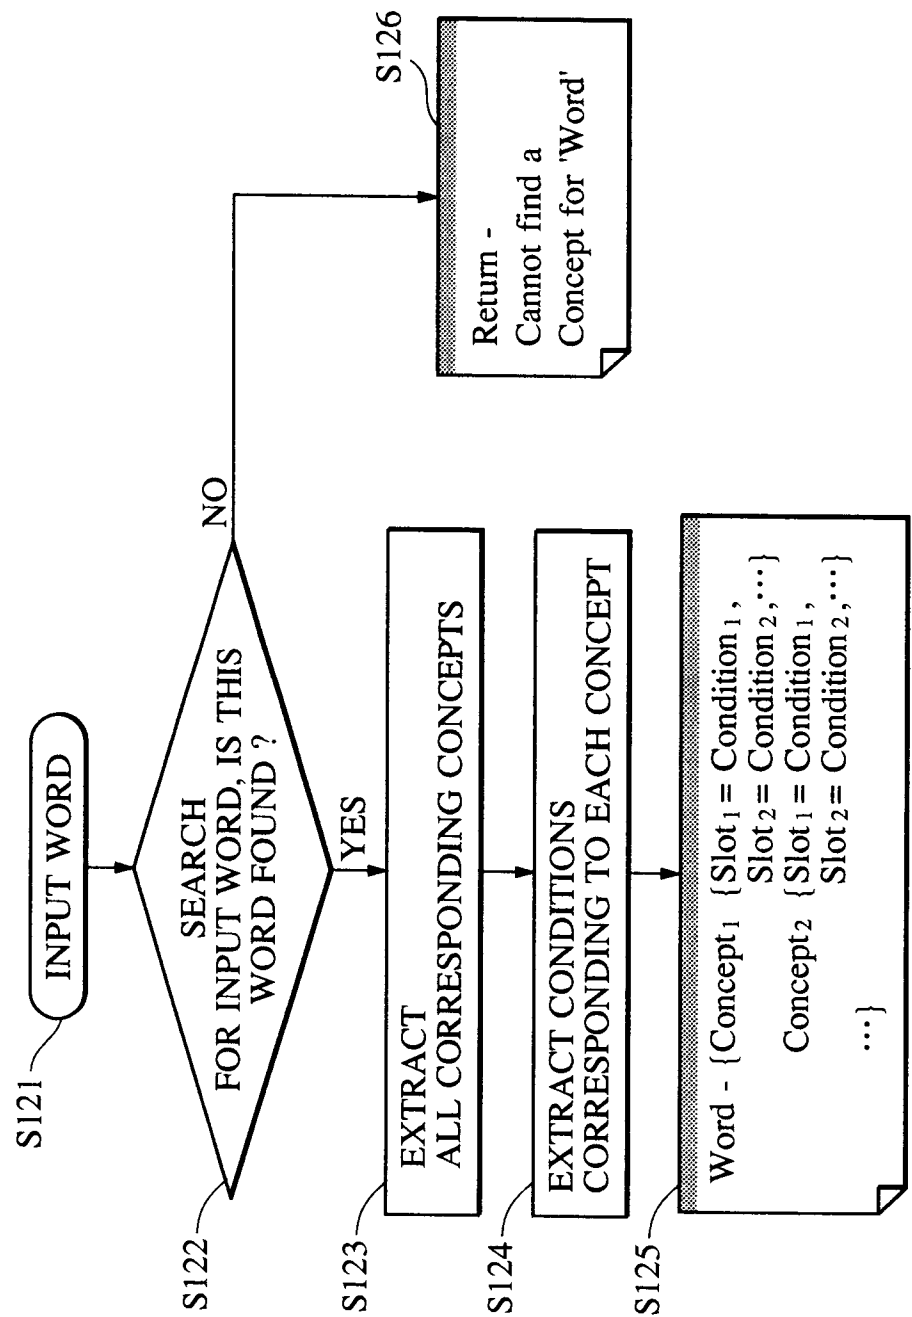 S121
INPUT WORD
S122
SEARCH
FOR INPUT WORD, IS THIS
WORD FOUND ?
NO
YES
S123
EXTRACT
ALL CORRESPONDING CONCEPTS
S124
EXTRACT CONDITIONS
CORRESPONDING TO EACH CONCEPT
S125
Word - {Concept1 {Slot1 = Condition1,
Slot2 = Condition2,···}
Concept2 {Slot1 = Condition1,
Slot2 = Condition2,···}
···}
S126
Return -
Cannot find a
Concept for 'Word'